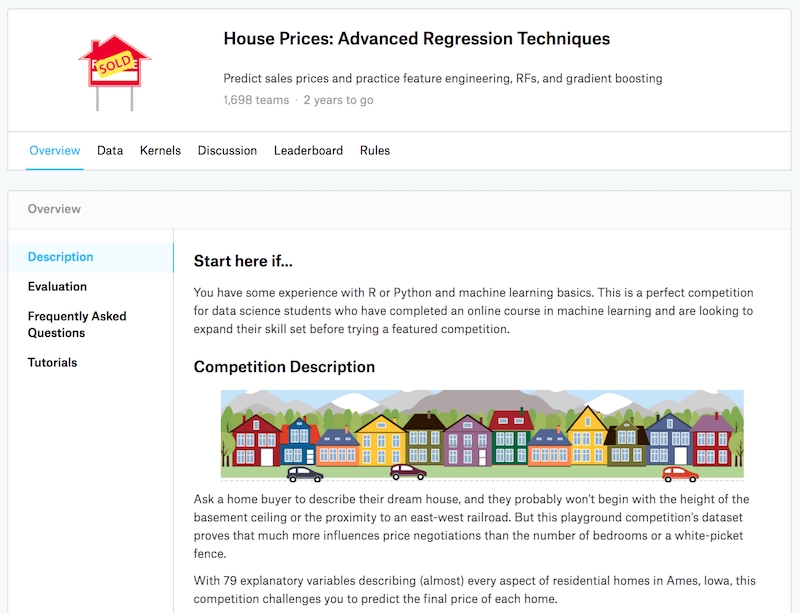 SOLD
House Prices: Advanced Regression Techniques
Predict sales prices and practice feature engineering, RFs, and gradient boosting
1,698 teams · 2 years to go
Overview Data Kernels Discussion Leaderboard Rules
Overview
Description
Evaluation
Frequently Asked
Questions
Tutorials
Start here if...
You have some experience with R or Python and machine learning basics. This is a perfect competition
for data science students who have completed an online course in machine learning and are looking to
expand their skill set before trying a featured competition.
Competition Description
Ask a home buyer to describe their dream house, and they probably won't begin with the height of the
basement ceiling or the proximity to an east-west railroad. But this playground competition's dataset
proves that much more influences price negotiations than the number of bedrooms or a white-picket
fence.
With 79 explanatory variables describing (almost) every aspect of residential homes in Ames, Iowa, this
competition challenges you to predict the final price of each home.